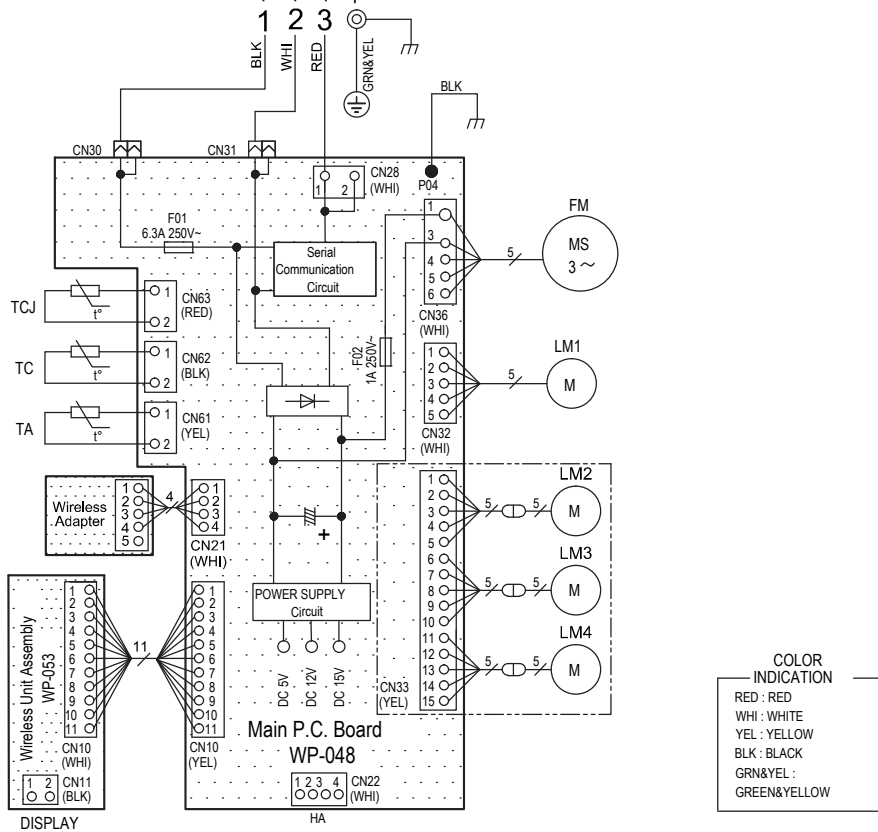 1 2 3
BLK
WHI
RED
GRN&YEL
BLK
CN30
CN31
1 2
CN28
(WHI)
P04
F01
6.3A 250V~
Serial
Communication
Circuit
1
3
4
5
6
CN36
(WHI)
5
FM
MS
3 ~
TCJ
t°
1
2
CN63
(RED)
TC
t°
1
2
CN62
(BLK)
TA
t°
1
2
CN61
(YEL)
F02
1A 250V~
1
2
3
4
5
CN32
(WHI)
5
LM1
M
Wireless
Adapter
1
2
3
4
5
4
1
2
3
4
CN21
(WHI)
+
1
2
3
4
5
6
7
8
9
10
11
12
13
14
15
CN33
(YEL)
5
5
LM2
M
5
5
LM3
M
5
5
LM4
M
POWER SUPPLY
Circuit
DC 5V
DC 12V
DC 15V
Wireless Unit Assembly
WP-053
1
2
3
4
5
6
7
8
9
10
11
CN10
(WHI)
11
1
2
3
4
5
6
7
8
9
10
11
CN10
(YEL)
1 2
CN11
(BLK)
DISPLAY
Main P.C. Board
WP-048
1 2 3 4
CN22
(WHI)
HA
COLOR
INDICATION
RED : RED
WHI : WHITE
YEL : YELLOW
BLK : BLACK
GRN&YEL :
GREEN&YELLOW